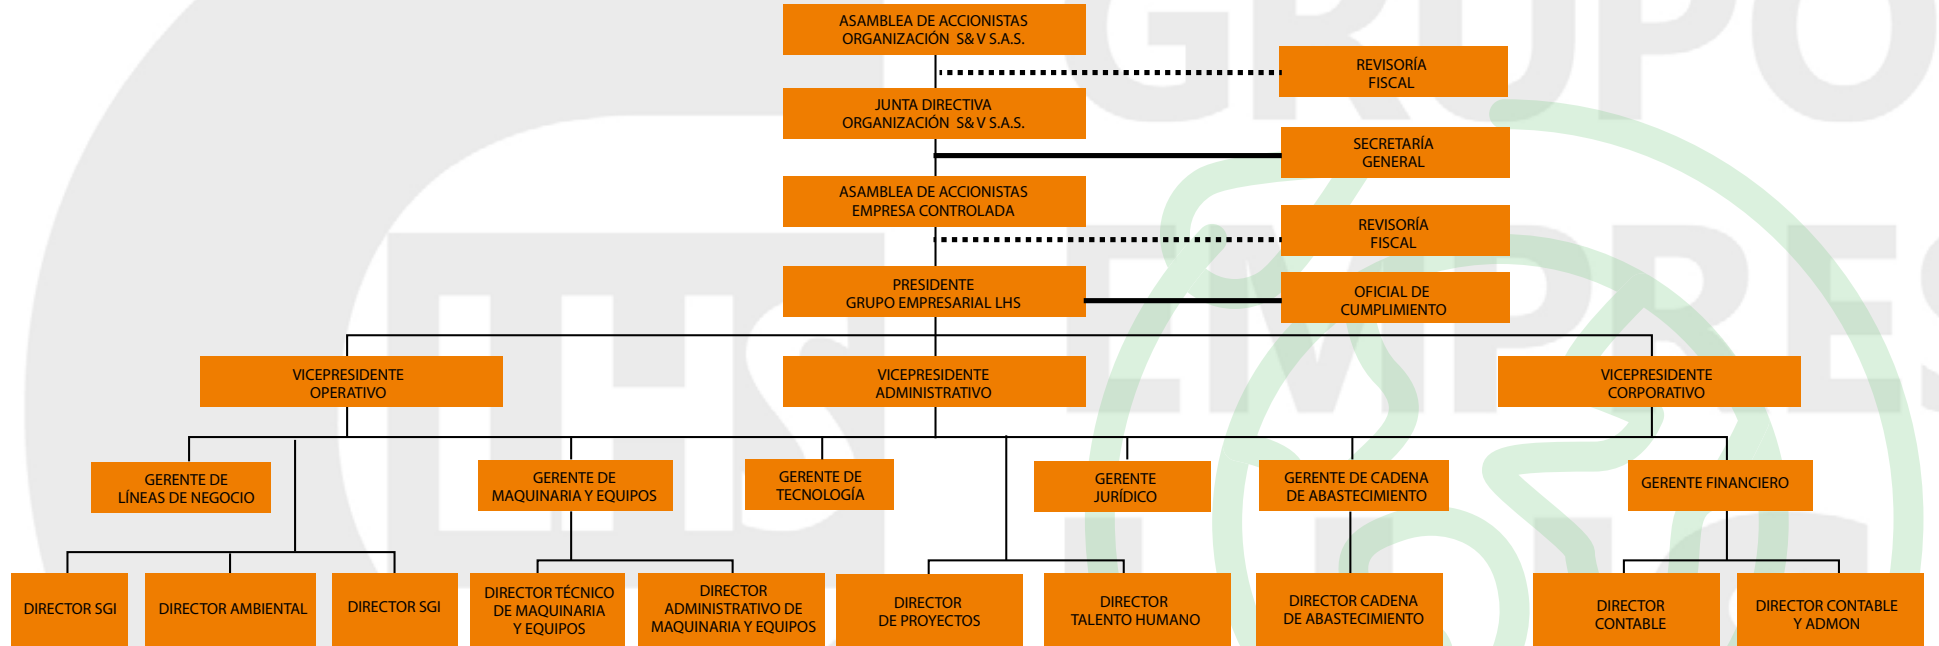 ASAMBLEA DE ACCIONISTAS
ORGANIZACIÓN S&V S.A.S.
REVISORÍA
FISCAL
JUNTA DIRECTIVA
ORGANIZACIÓN S&V S.A.S.
SECRETARÍA
GENERAL
ASAMBLEA DE ACCIONISTAS
EMPRESA CONTROLADA
REVISORÍA
FISCAL
PRESIDENTE
GRUPO EMPRESARIAL LHS
OFICIAL DE
CUMPLIMIENTO
VICEPRESIDENTE
OPERATIVO
VICEPRESIDENTE
ADMINISTRATIVO
VICEPRESIDENTE
CORPORATIVO
GERENTE DE
LÍNEAS DE NEGOCIO
GERENTE DE
MAQUINARIA Y EQUIPOS
GERENTE DE
TECNOLOGÍA
GERENTE
JURÍDICO
GERENTE DE CADENA
DE ABASTECIMIENTO
GERENTE FINANCIERO
DIRECTOR SGI
DIRECTOR AMBIENTAL
DIRECTOR SGI
DIRECTOR TÉCNICO
DE MAQUINARIA
Y EQUIPOS
DIRECTOR
ADMINISTRATIVO DE
MAQUINARIA Y EQUIPOS
DIRECTOR
DE PROYECTOS
DIRECTOR
TALENTO HUMANO
DIRECTOR CADENA
DE ABASTECIMIENTO
DIRECTOR
CONTABLE
DIRECTOR CONTABLE
Y ADMON
LHS
GRUPO
EMPRES